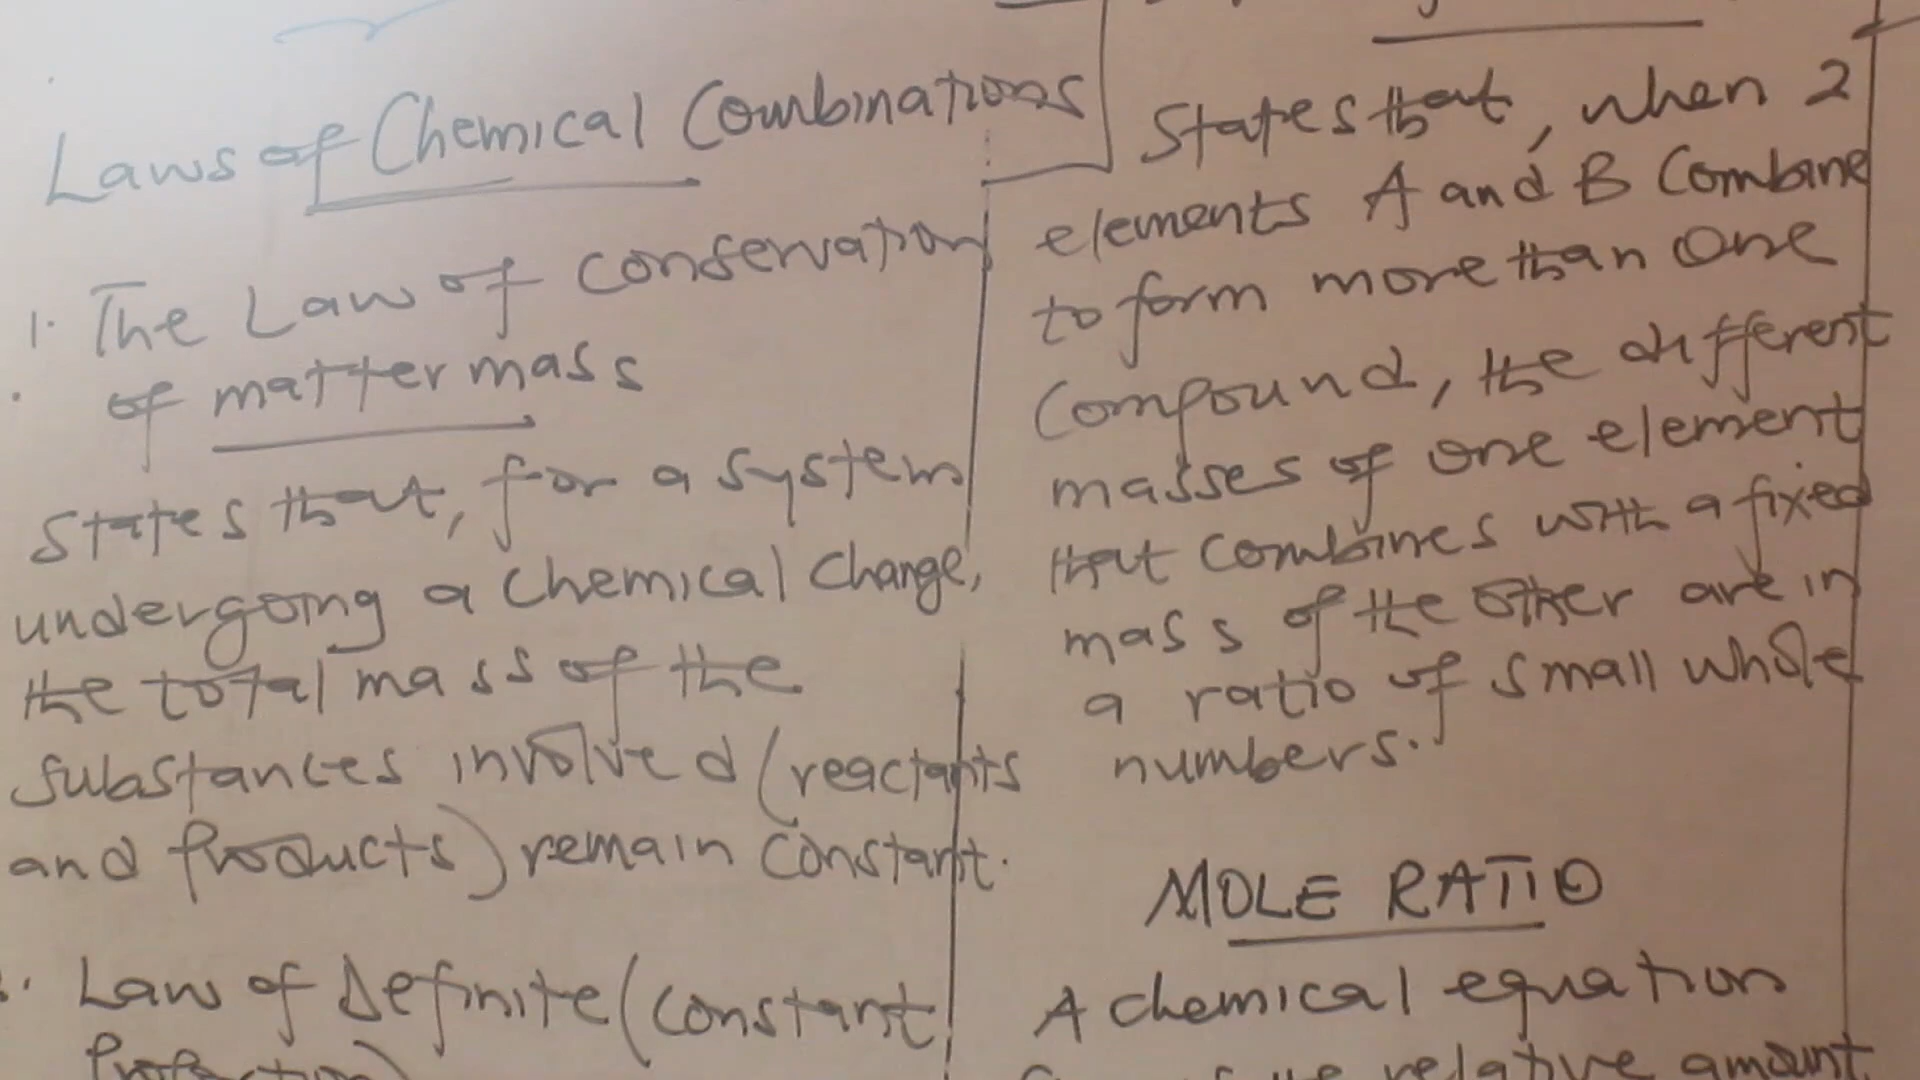 Laws of Chemical Combinations
1. The Law of conservation
of matter mass
States that, for a system
undergoing a chemical change,
the total mass of the
substances involved (reactants
and products) remain constant.
Law of Definite (constant
States that, when 2
elements A and B combine
to form more than one
compound, the different
masses of one element
that combines with a fixed
mass of the other are in
a ratio of small whole
numbers.
MOLE RATIO
A chemical equation
relative amount